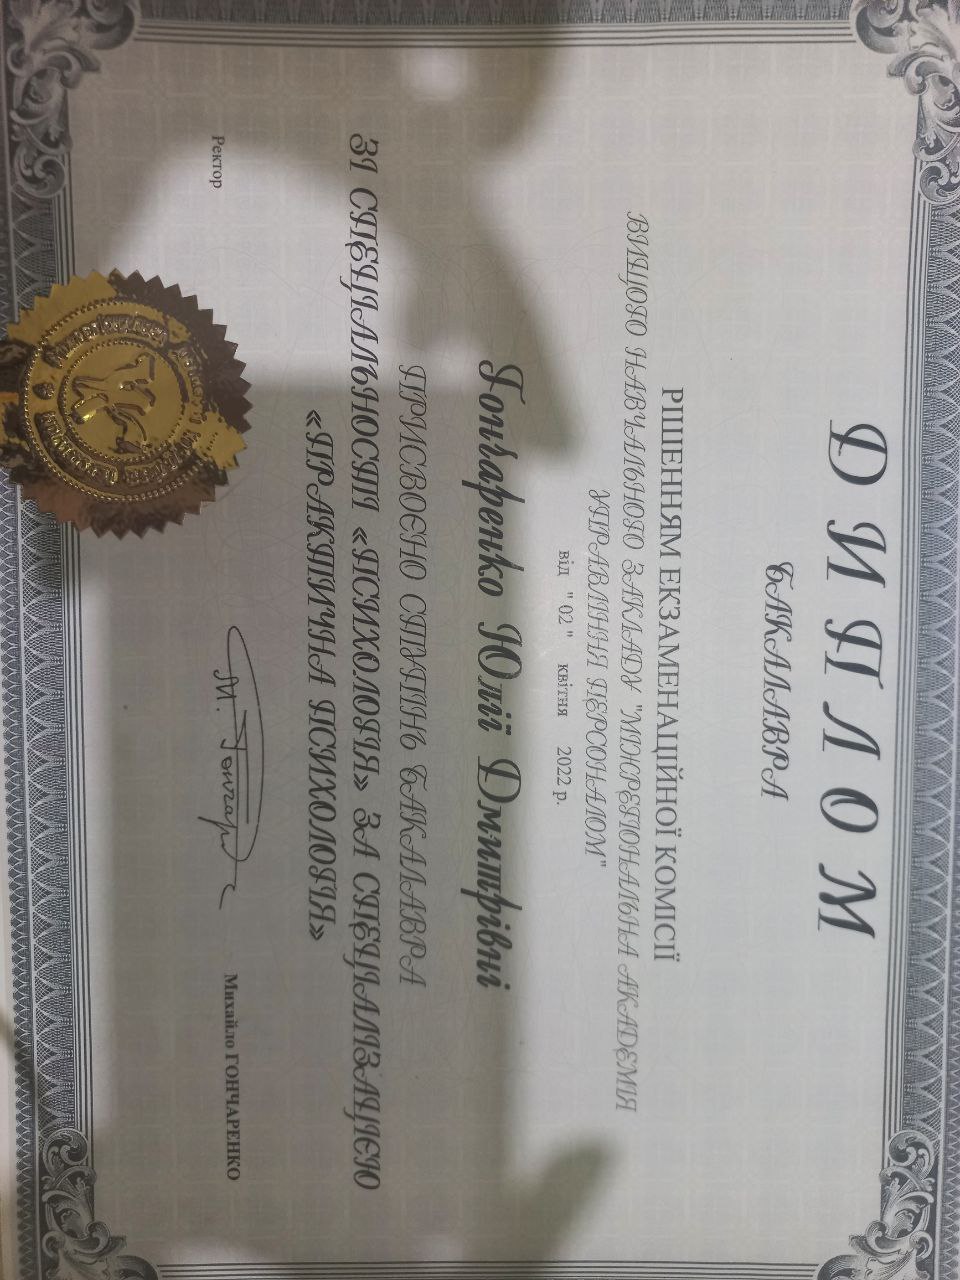 ДИПЛОМ
БАКАЛАВРА
РІШЕННЯМ ЕКЗАМЕНАЦІЙНОЇ КОМІСІЇ
ВИЩОГО НАВЧАЛЬНОГО ЗАКЛАДУ "МІЖРЕГІОНАЛЬНА АКАДЕМІЯ
УПРАВЛІННЯ ПЕРСОНАЛОМ"
від " 02 " квітня 2022 р.
Гончаренко Юлії Дмитрівні
ПРИСВОЄНО СТУПІНЬ БАКАЛАВРА
ЗІ СПЕЦІАЛЬНОСТІ «ПСИХОЛОГІЯ» ЗА СПЕЦІАЛІЗАЦІЄЮ
«ПРАКТИЧНА ПСИХОЛОГІЯ»
Ректор
М. Гончар
Михайло ГОНЧАРЕНКО